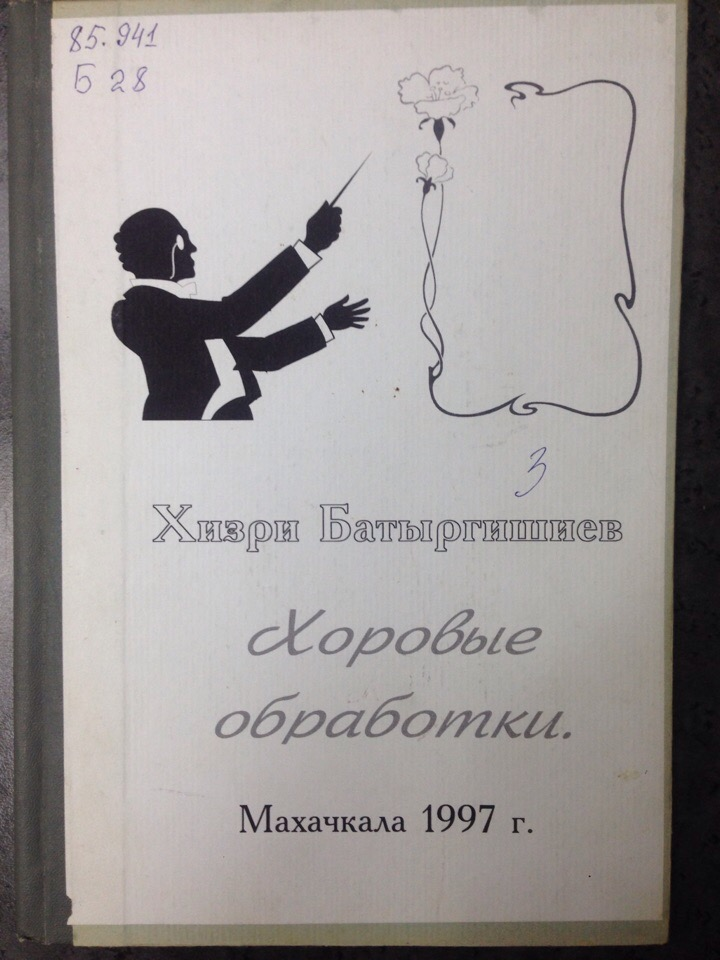 85.941
Б 28
3
Хизри Батыргишиев
Хоровые
обработки.
Махачкала 1997 г.